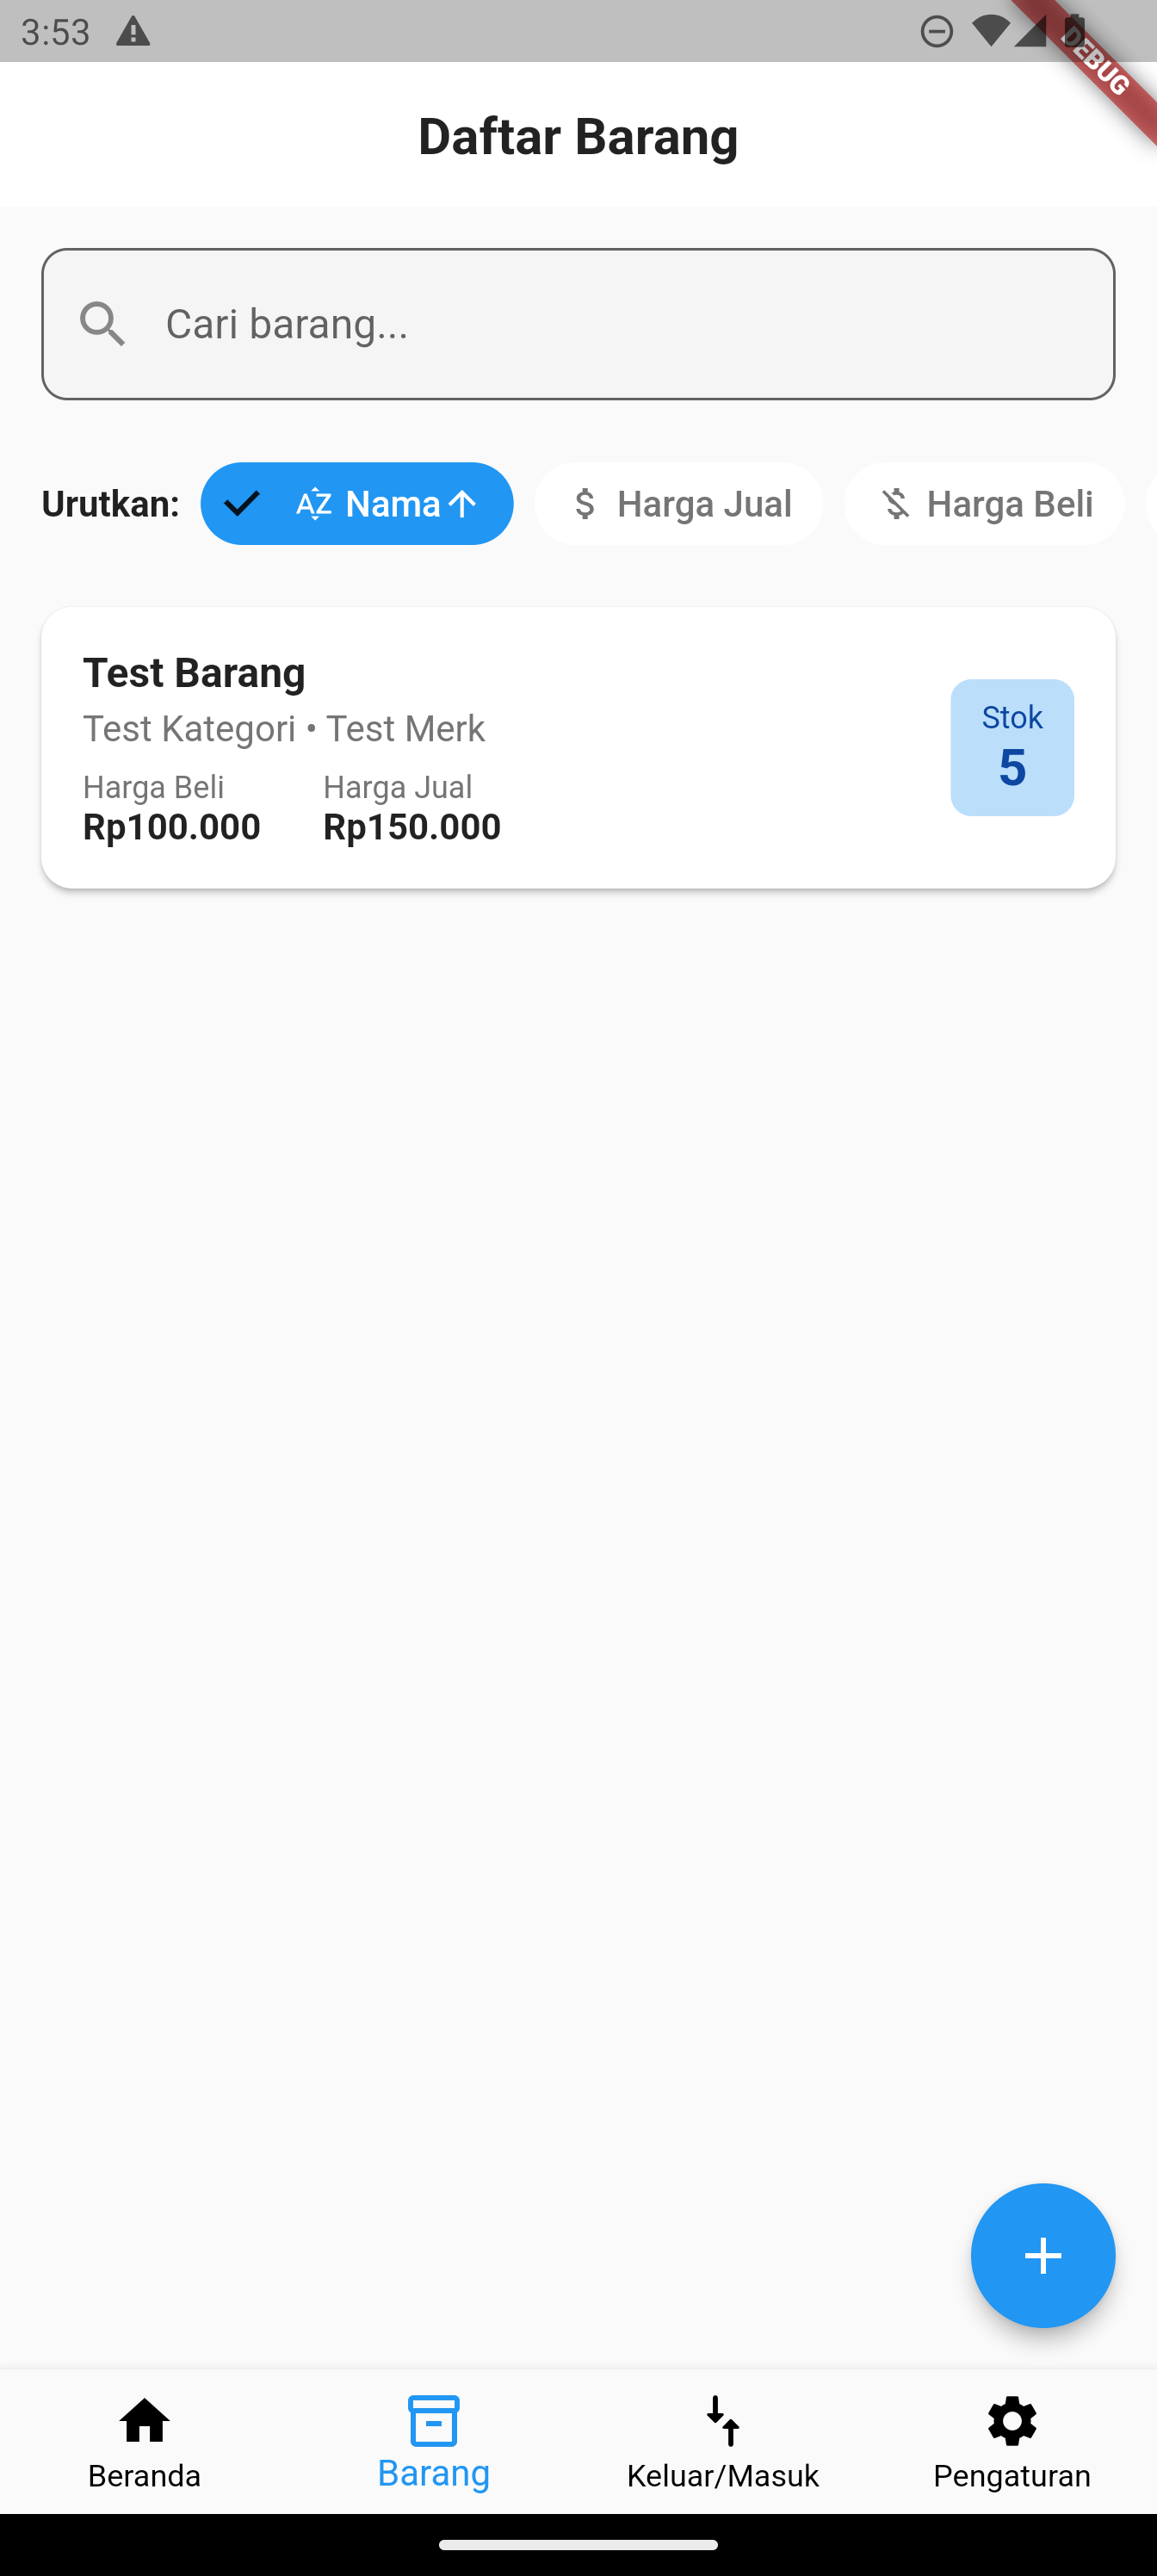 3:53
DEBUG
Daftar Barang
Cari barang...
Urutkan: AZ Nama $ Harga Jual Harga Beli
Test Barang
Test Kategori • Test Merk
Harga Beli Harga Jual
Rp100.000 Rp150.000
Stok
5
Beranda Barang Keluar/Masuk Pengaturan